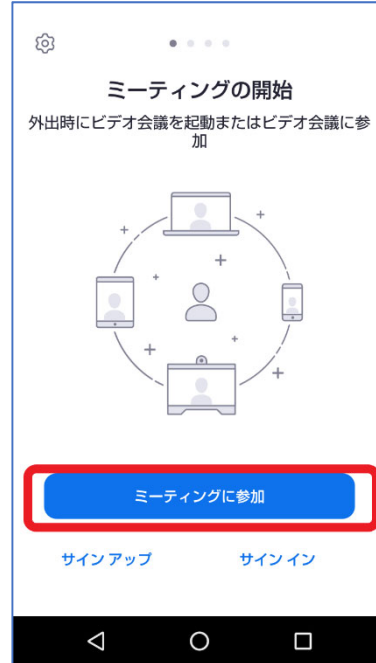 ミーティングの開始
外出時にビデオ会議を起動またはビデオ会議に参
加
ミーティングに参加
サイン アップ
サイン イン